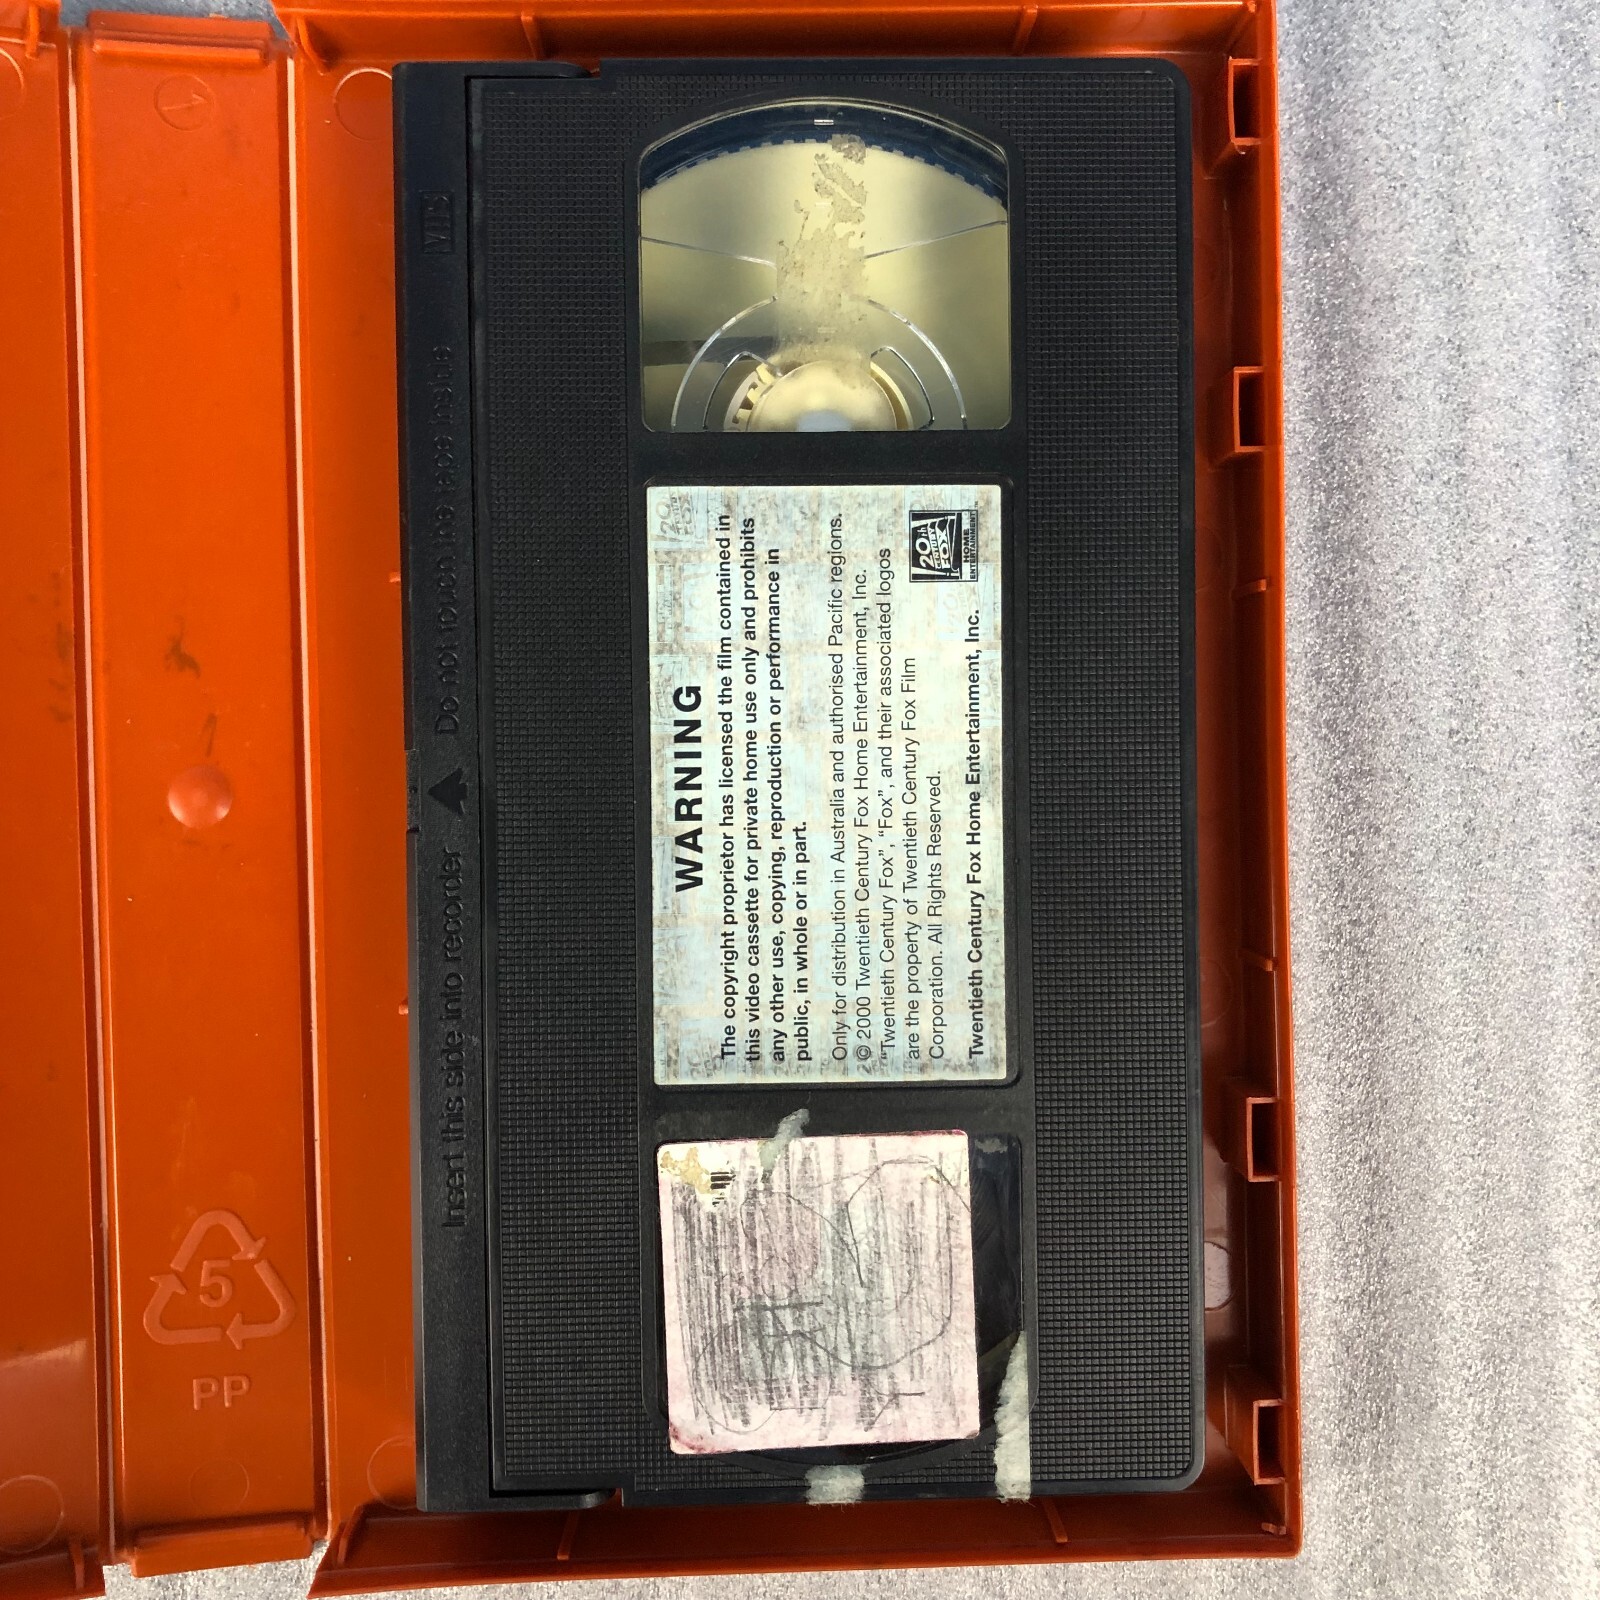 VHS
Insert this side into recorder ▲ Do not touch the tape inside
WARNING
The copyright proprietor has licensed the film contained in
this video cassette for private home use only and prohibits
any other use, copying, reproduction or performance in
public, in whole or in part.
Only for distribution in Australia and authorised Pacific regions.
© 2000 Twentieth Century Fox Home Entertainment, Inc.
"Twentieth Century Fox", "Fox", and their associated logos
are the property of Twentieth Century Fox Film
Corporation. All Rights Reserved.
Twentieth Century Fox Home Entertainment, Inc.
20th
CENTURY
FOX
HOME
ENTERTAINMENT
5
PP